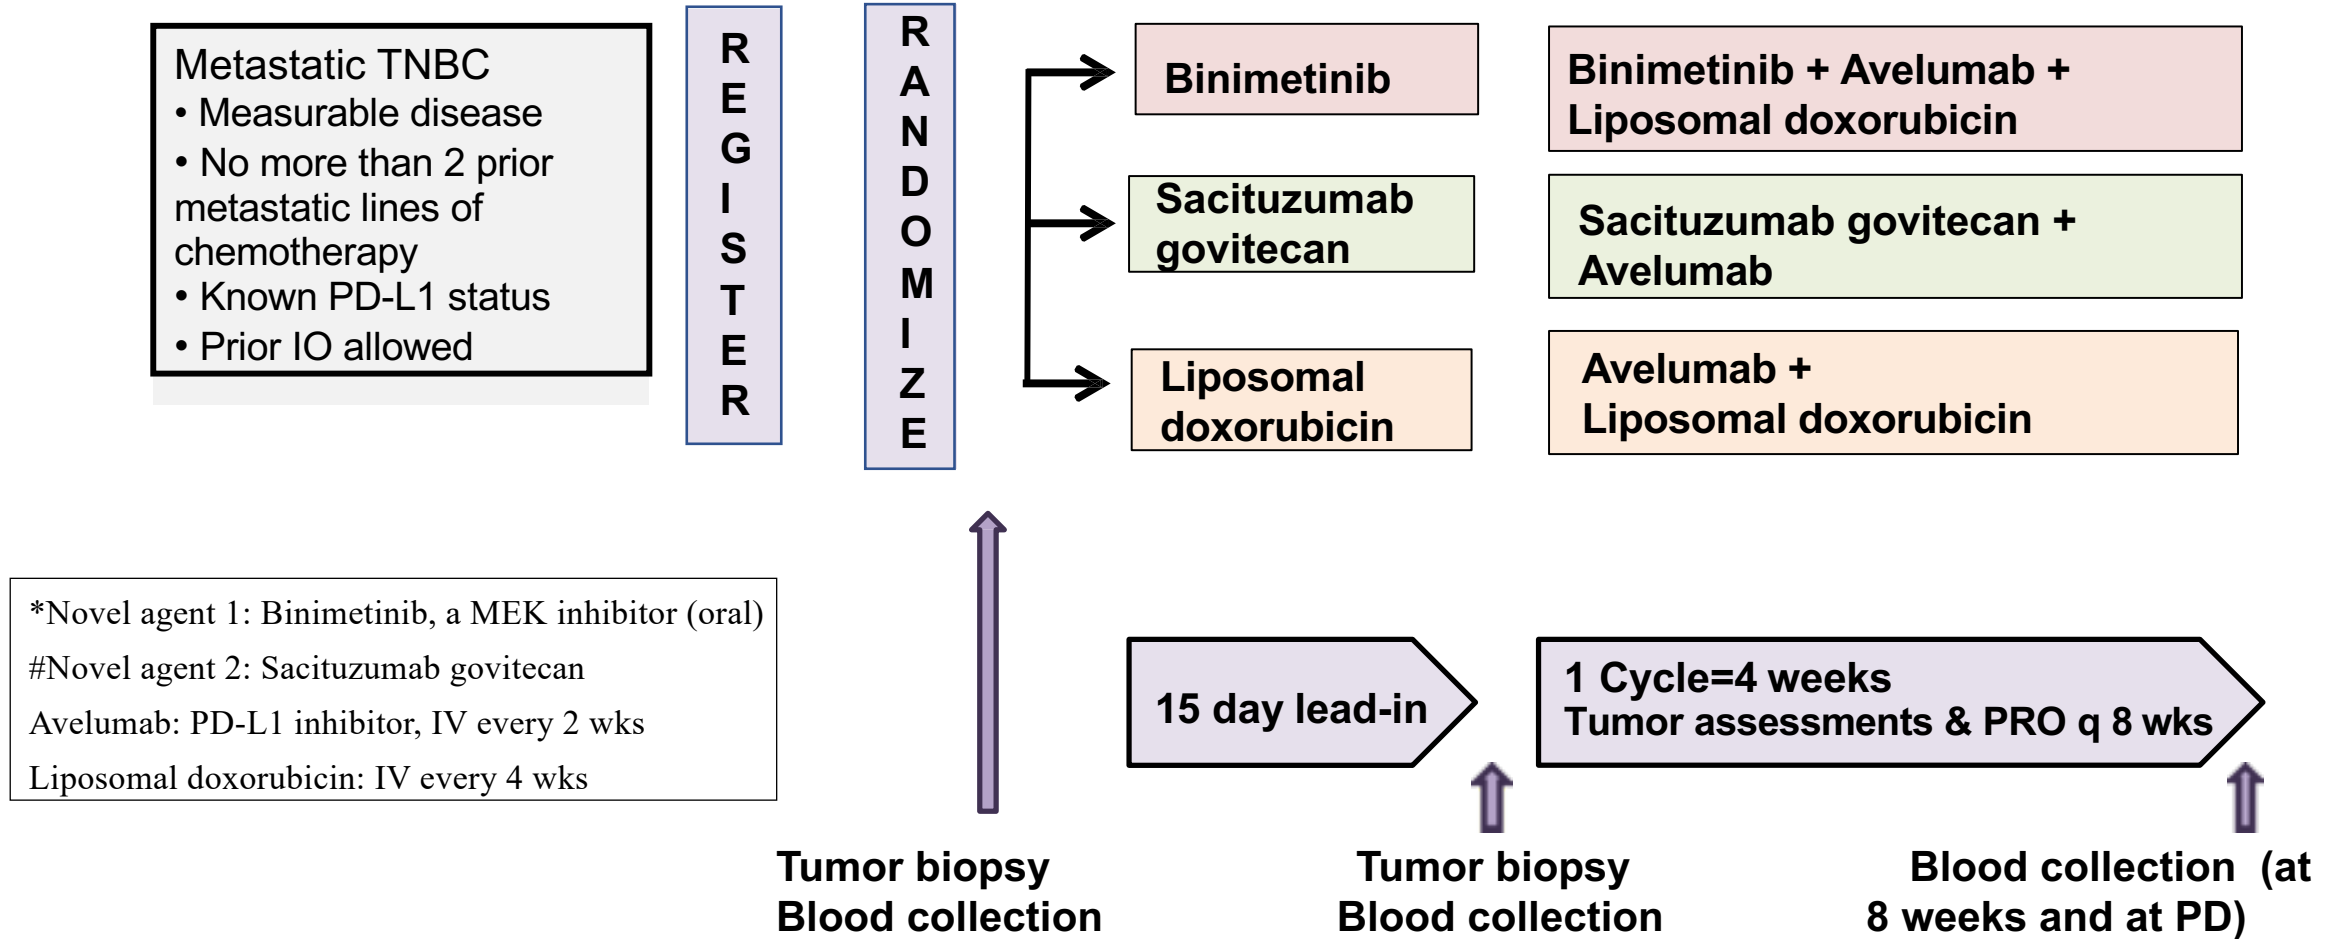 Metastatic TNBC
• Measurable disease
• No more than 2 prior
metastatic lines of
chemotherapy
• Known PD-L1 status
• Prior IO allowed
REGISTER
RANDOMIZE
Binimetinib
Binimetinib + Avelumab +
Liposomal doxorubicin
Sacituzumab
govitecan
Sacituzumab govitecan +
Avelumab
Liposomal
doxorubicin
Avelumab +
Liposomal doxorubicin
*Novel agent 1: Binimetinib, a MEK inhibitor (oral)
#Novel agent 2: Sacituzumab govitecan
Avelumab: PD-L1 inhibitor, IV every 2 wks
Liposomal doxorubicin: IV every 4 wks
15 day lead-in
1 Cycle=4 weeks
Tumor assessments & PRO q 8 wks
Tumor biopsy
Blood collection
Tumor biopsy
Blood collection
Blood collection (at
8 weeks and at PD)